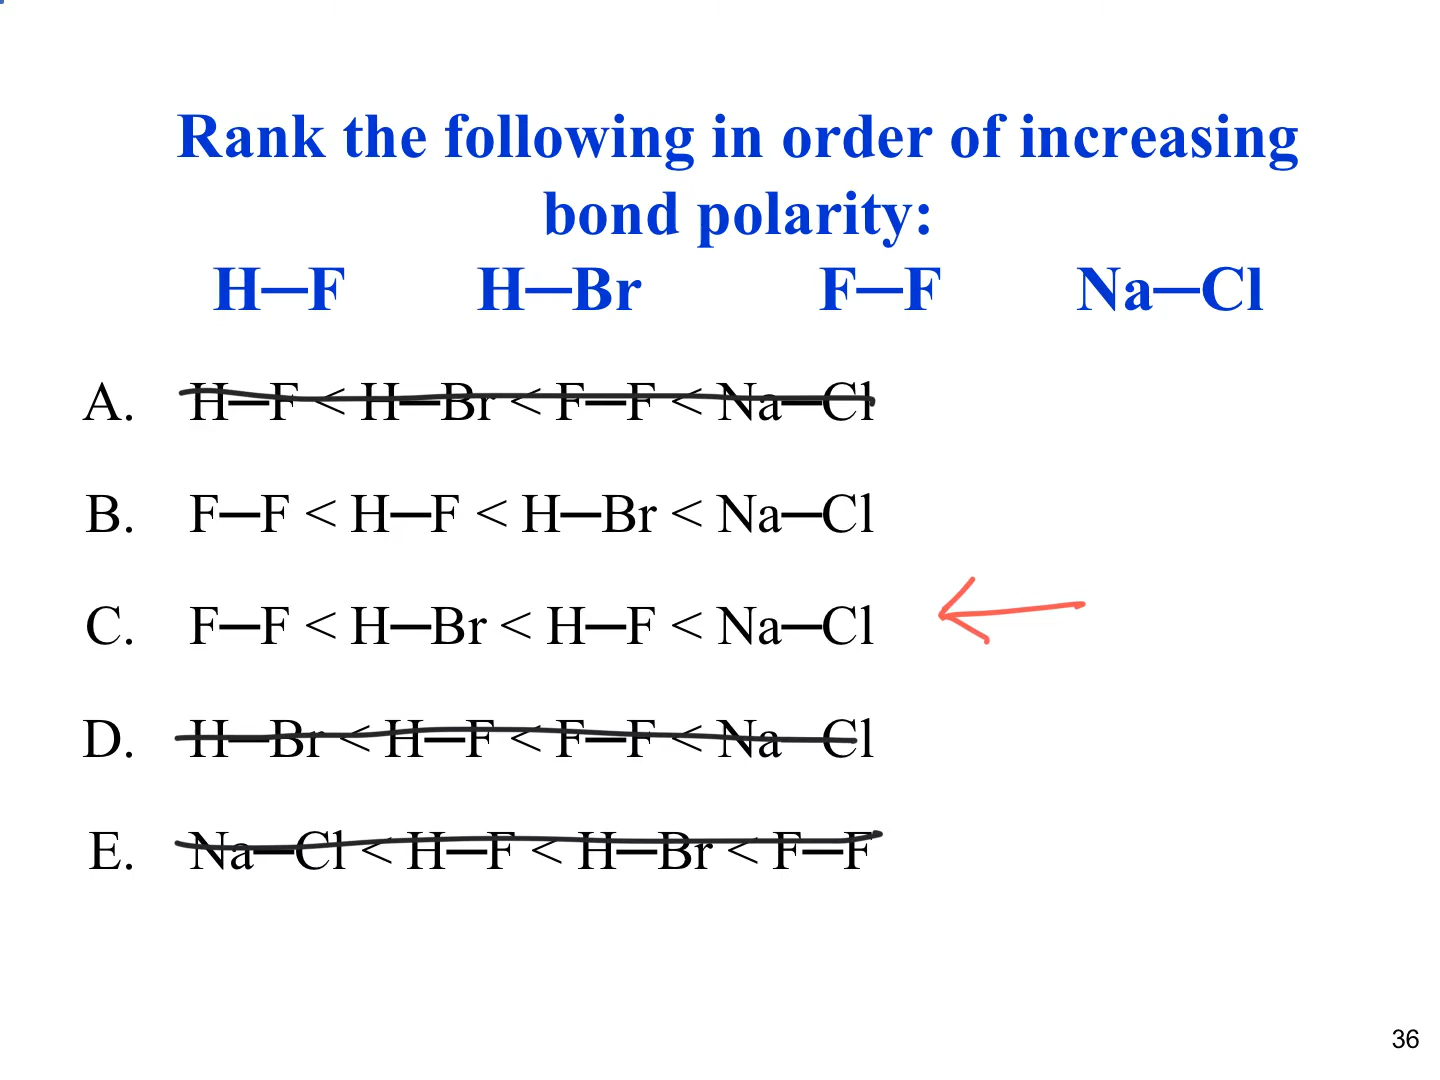 Rank the following in order of increasing
bond polarity:
H─F H─Br F─F Na─Cl
A. H─F < H─Br < F─F < Na─Cl
B. F─F < H─F < H─Br < Na─Cl
C. F─F < H─Br < H─F < Na─Cl
D. H─Br < H─F < F─F < Na─Cl
E. Na─Cl < H─F < H─Br < F─F
36